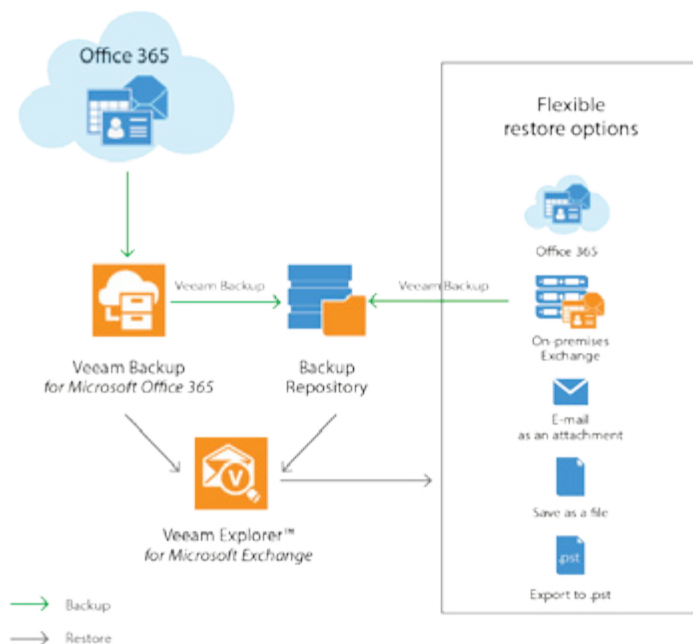 Office 365
Flexible
restore options
Office 365
Veeam Backup
Veeam Backup
On-premises
Exchange
Veeam Backup
for Microsoft Office 365
Backup
Repository
E-mail
as an attachment
V
Veeam Explorer™
for Microsoft Exchange
Save as a file
.pst
Export to .pst
Backup
Restore